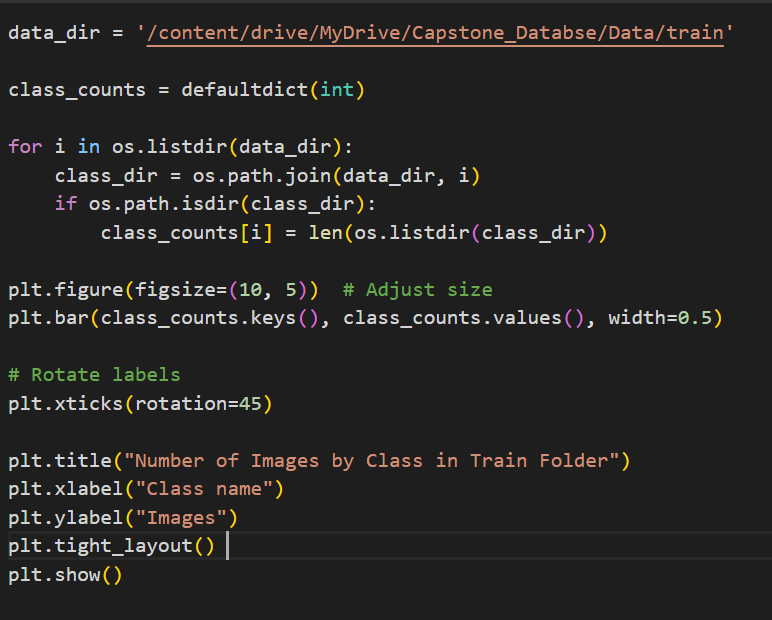 data_dir = '/content/drive/MyDrive/Capstone_Databse/Data/train'
class_counts = defaultdict(int)
for i in os.listdir(data_dir):
    class_dir = os.path.join(data_dir, i)
    if os.path.isdir(class_dir):
        class_counts[i] = len(os.listdir(class_dir))
plt.figure(figsize=(10, 5))  # Adjust size
plt.bar(class_counts.keys(), class_counts.values(), width=0.5)
# Rotate labels
plt.xticks(rotation=45)
plt.title("Number of Images by Class in Train Folder")
plt.xlabel("Class name")
plt.ylabel("Images")
plt.tight_layout()
plt.show()